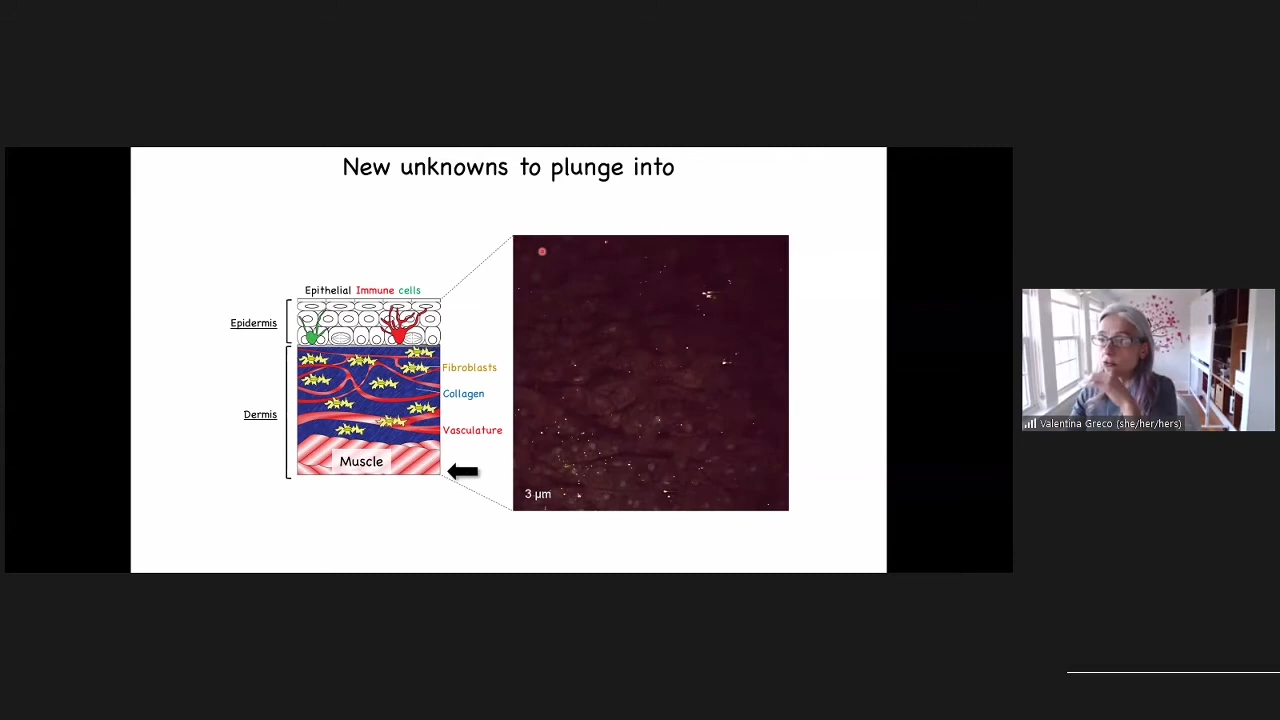 New unknowns to plunge into
Epithelial Immune cells
Epidermis
Fibroblasts
Collagen
Dermis
Vasculature
Muscle
3 µm
Valentina Greco (she/her/hers)